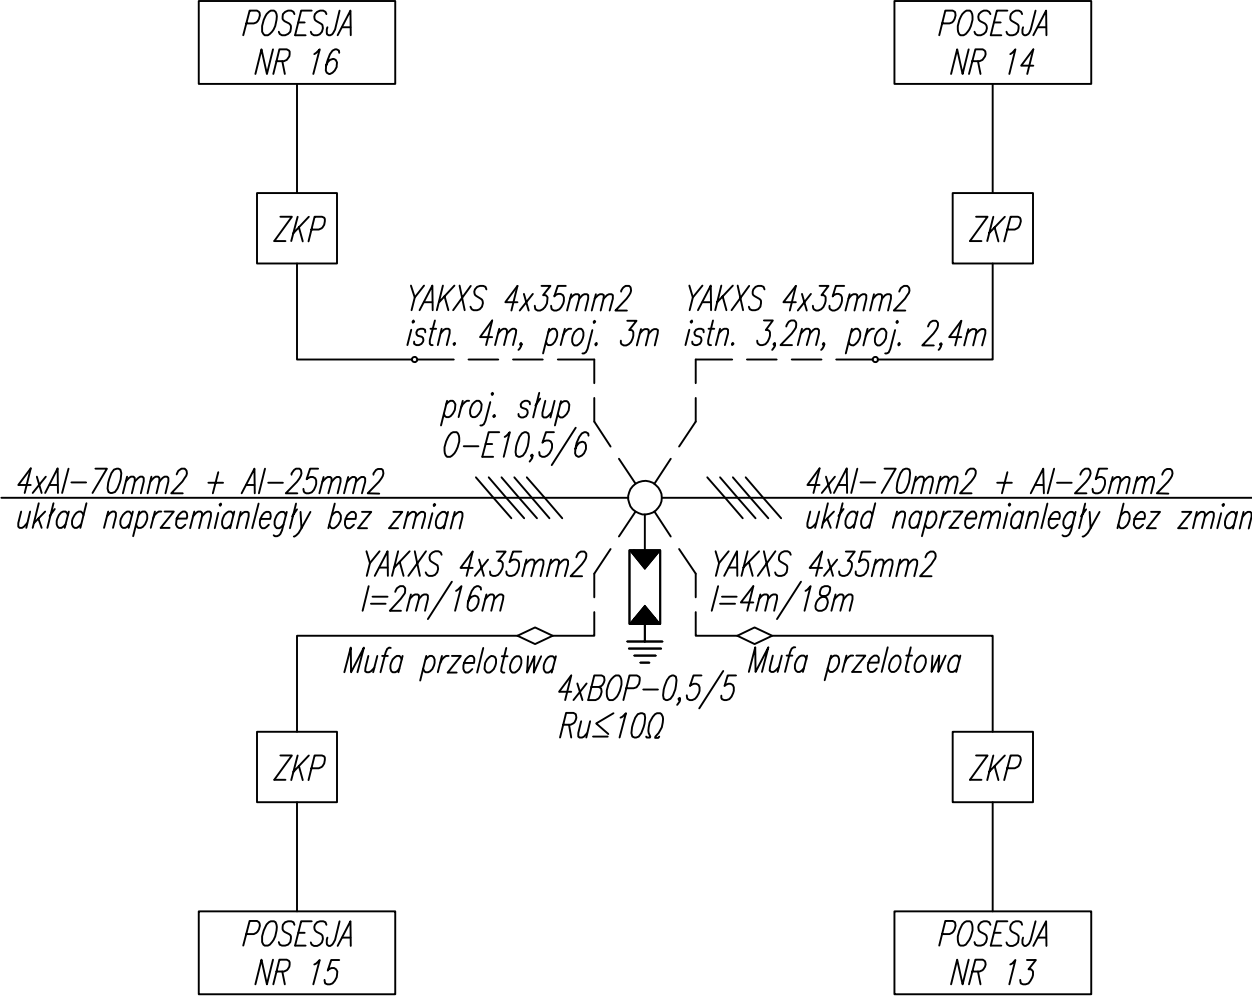 POSESJA
NR 16
POSESJA
NR 14
ZKP
ZKP
YAKXS 4x35mm2
istn. 4m, proj. 3m
YAKXS 4x35mm2
istn. 3,2m, proj. 2,4m
proj. słup
O-E10,5/6
4xAl-70mm2 + Al-25mm2
układ naprzemianległy bez zmian
4xAl-70mm2 + Al-25mm2
układ naprzemianległy bez zmian
YAKXS 4x35mm2
l=2m/16m
YAKXS 4x35mm2
l=4m/18m
Mufa przelotowa
Mufa przelotowa
4xBOP-0,5/5
Ru≤10Ω
ZKP
ZKP
POSESJA
NR 15
POSESJA
NR 13